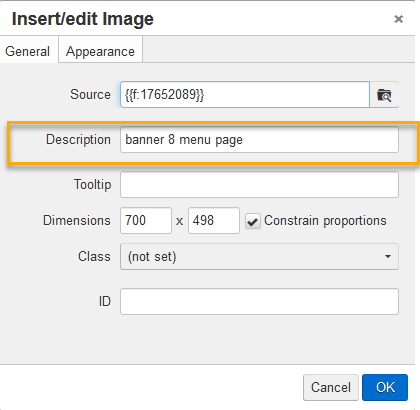 Insert/edit Image ×
General Appearance
Source {{f:17652089}}
Description banner 8 menu page
Tooltip
Dimensions 700 x 498 Constrain proportions
Class (not set)
ID
Cancel OK